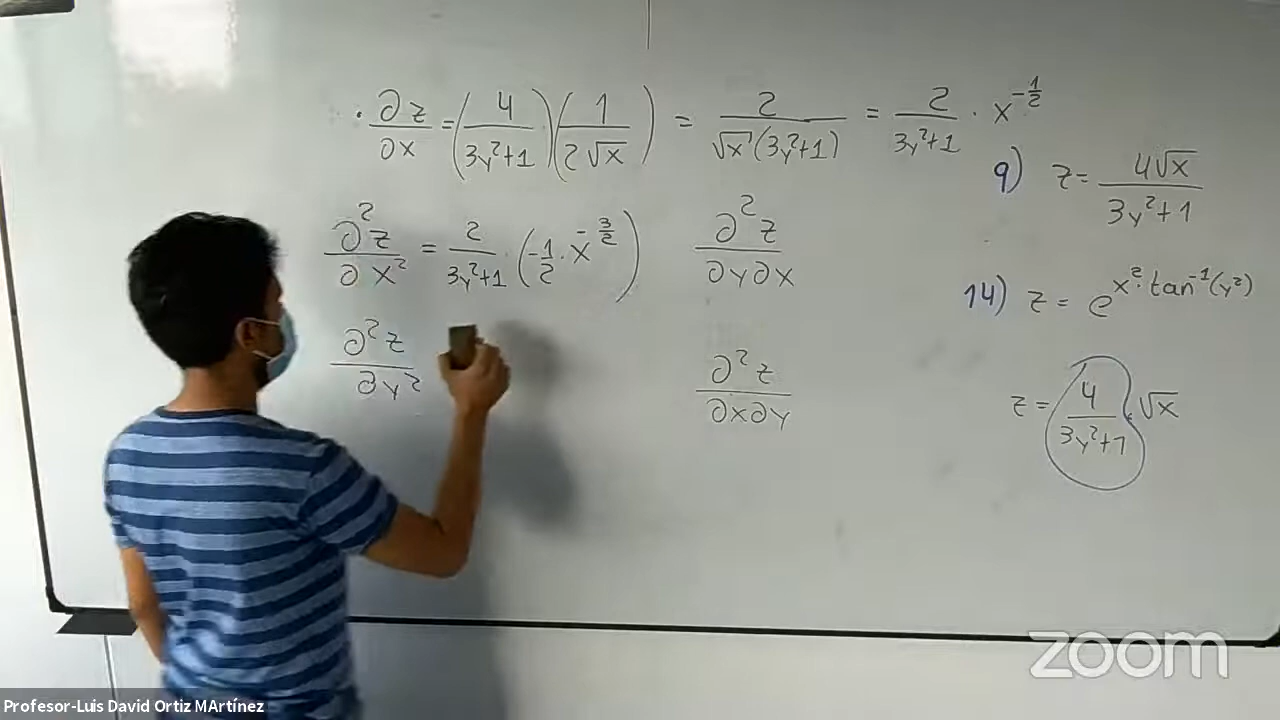 · ∂z/∂x = (4/(3y²+1))(1/(2√x)) = 2/(√x (3y²+1)) = 2/(3y²+1) · x^(-1/2)
9) z = 4√x/(3y²+1)
∂²z/∂x² = 2/(3y²+1) · (-1/2 · x^(-3/2))
∂²z/∂y∂x
14) z = e^(x²· tan⁻¹(y²))
∂²z/∂y²
∂²z/∂x∂y
z = 4/(3y²+1) · √x
zoom
Profesor-Luis David Ortiz MArtínez